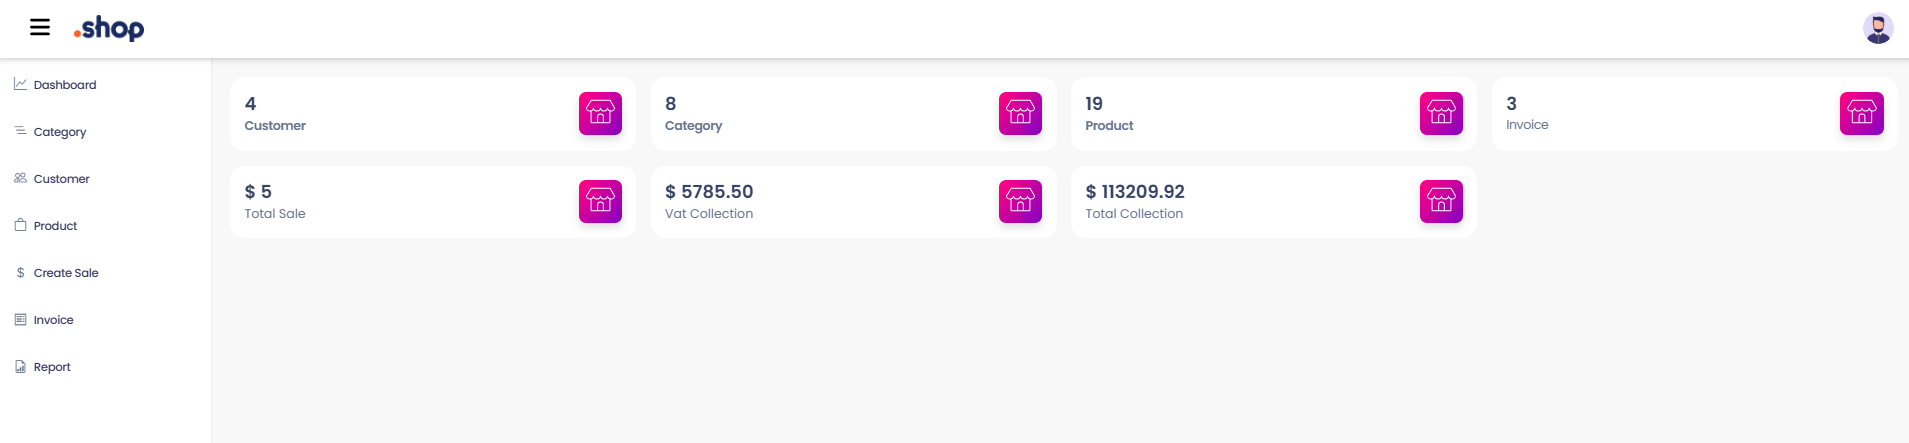 .shop
Dashboard
Category
Customer
Product
Create Sale
Invoice
Report
4
Customer
8
Category
19
Product
3
Invoice
$ 5
Total Sale
$ 5785.50
Vat Collection
$ 113209.92
Total Collection